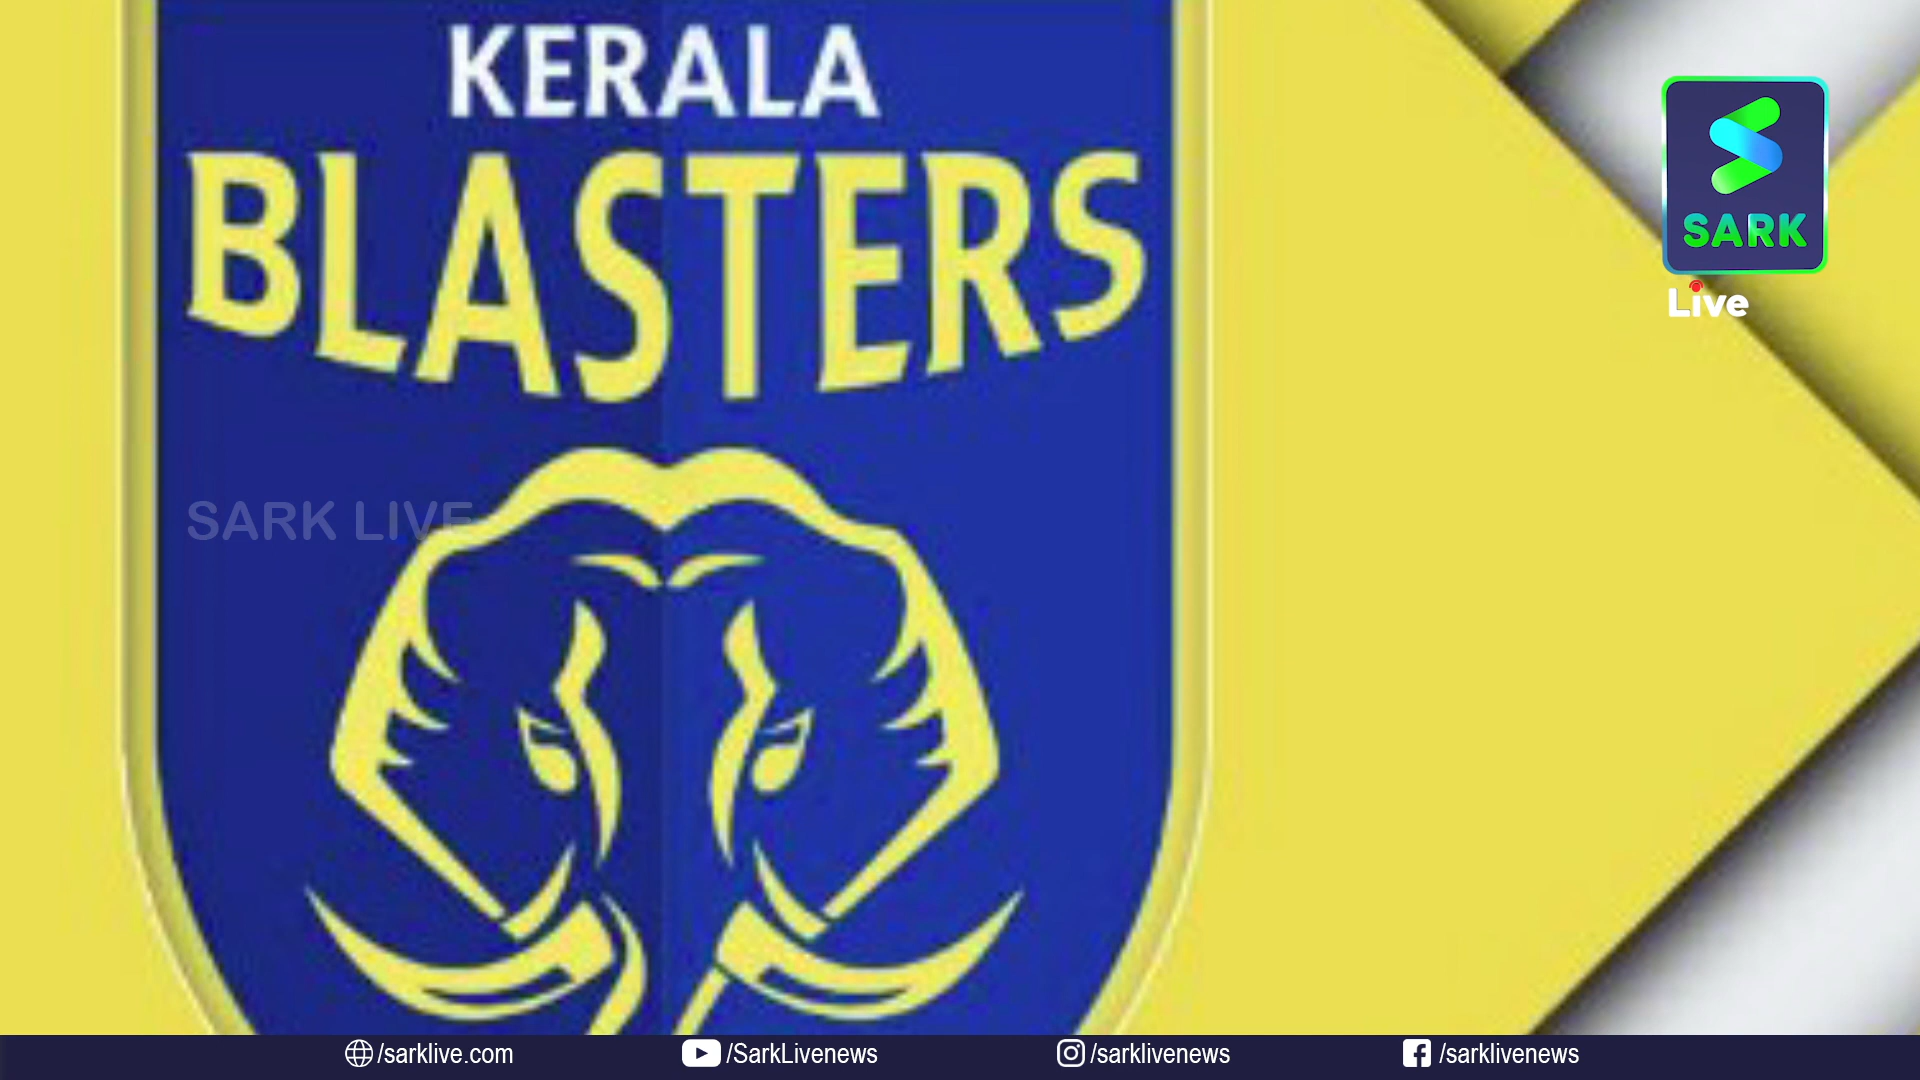 KERALA
BLASTERS
SARK
Live
SARK LIVE
/sarklive.com
/SarkLivenews
/sarklivenews
/sarklivenews